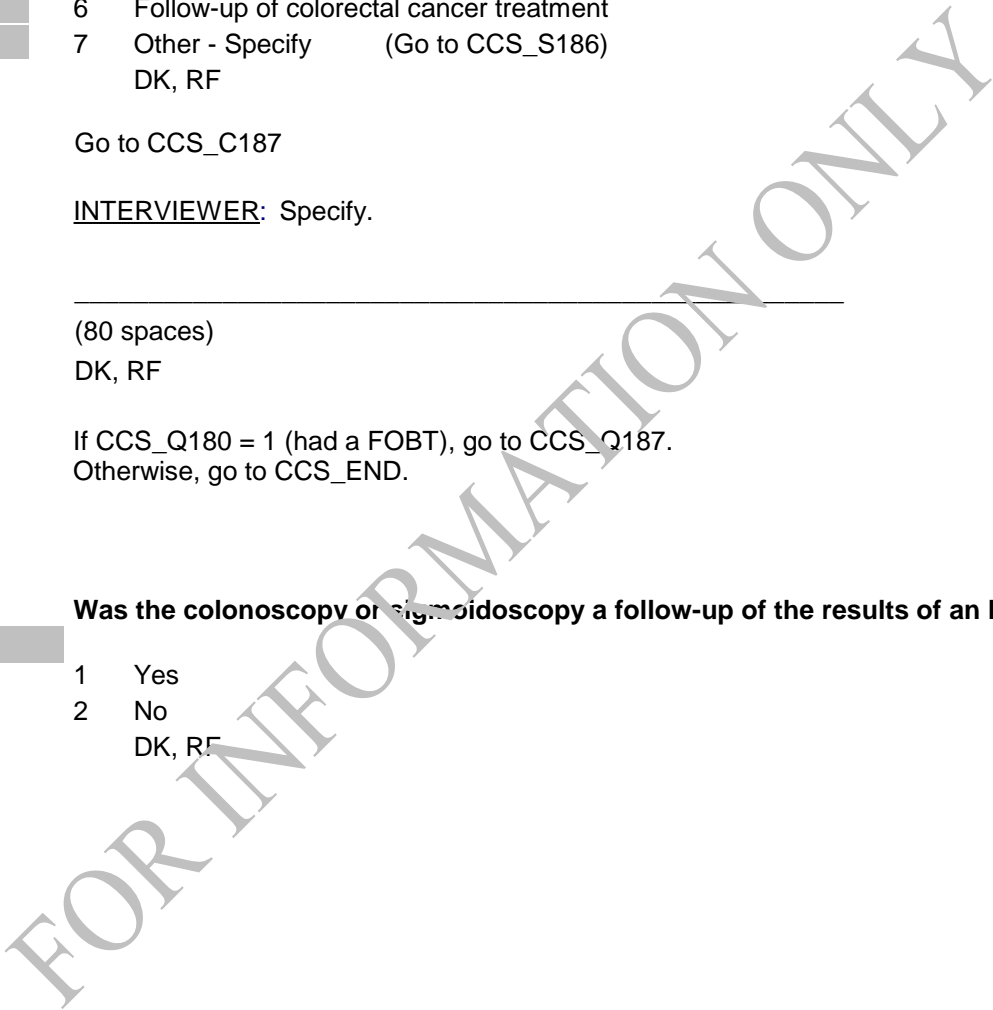 6 Follow-up of colorectal cancer treatment
7 Other - Specify (Go to CCS_S186)
DK, RF
Go to CCS_C187
INTERVIEWER: Specify.
(80 spaces)
DK, RF
If CCS_Q180 = 1 (had a FOBT), go to CCS_Q187.
Otherwise, go to CCS_END.
Was the colonoscopy or sigmoidoscopy a follow-up of the results of an
1 Yes
2 No
DK, RF
FOR INFORMATION ONLY